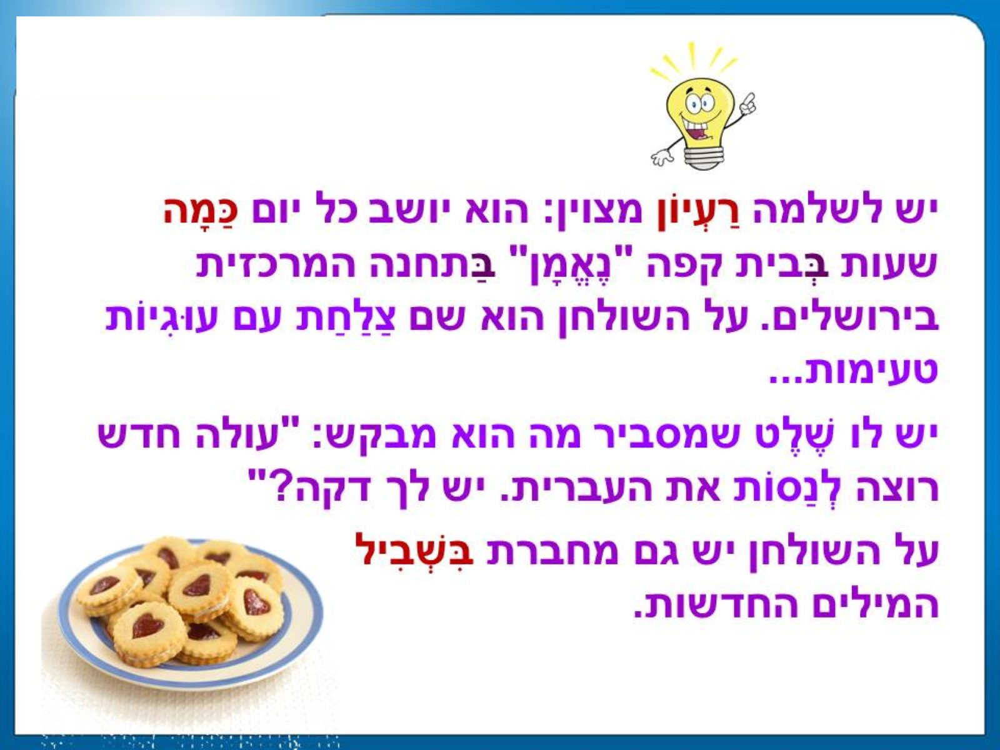 יש לשלמה רַעְיוֹן מצוין: הוא יושב כל יום כַּמָה
שעות בְּבית קפה "נֶאֱמָן" בַּתחנה המרכזית
בירושלים. על השולחן הוא שם צַלַחַת עם עוּגִיוֹת
טעימות...
יש לו שֶׁלֶט שמסביר מה הוא מבקש: "עולה חדש
רוצה לְנַסוֹת את העברית. יש לך דקה?"
על השולחן יש גם מחברת בִּשְׁבִיל
המילים החדשות.